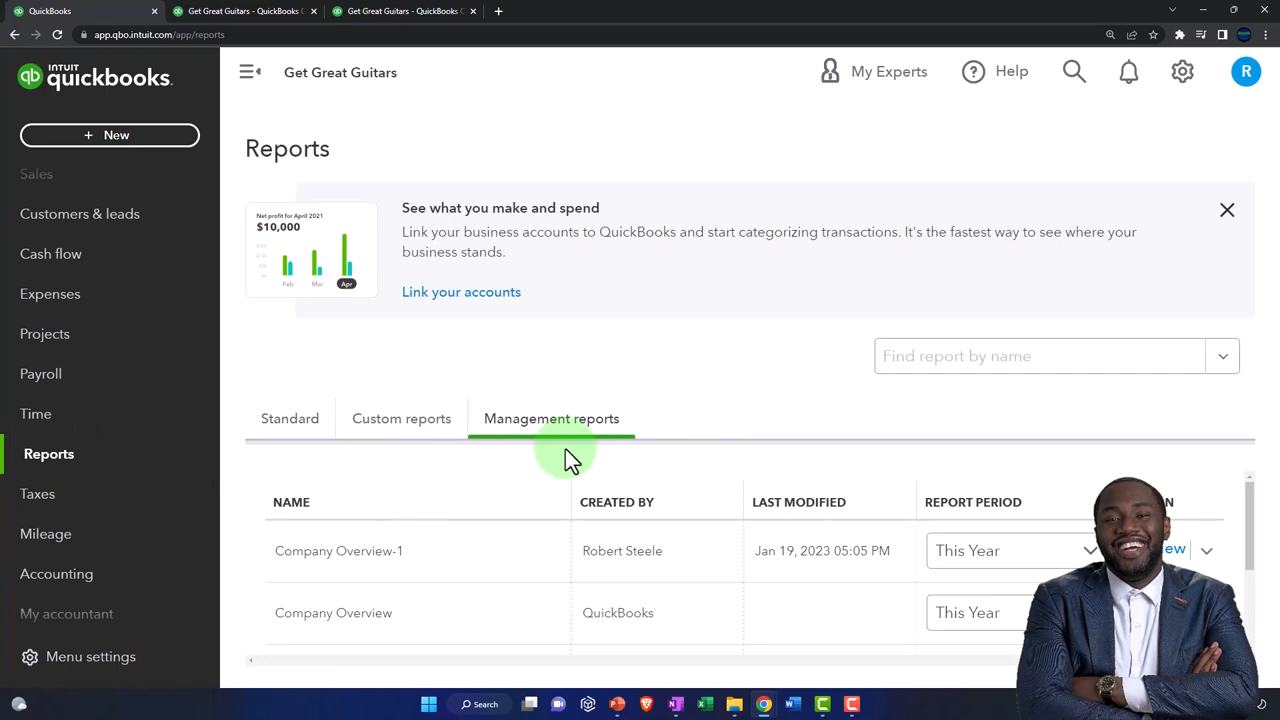 QuickBooks
Get Great Guitars - QuickBooks C
Get Great Guitars - QuickBooks C
app.qbo.intuit.com/app/reports
INTUIT
quickbooks.
Get Great Guitars
My Experts
Help
R
+ New
Sales
Customers & leads
Cash flow
Expenses
Projects
Payroll
Time
Reports
Taxes
Mileage
Accounting
My accountant
Menu settings
Reports
Net profit for April 2021
$10,000
Feb
Mar
Apr
See what you make and spend
Link your business accounts to QuickBooks and start categorizing transactions. It's the fastest way to see where your
business stands.
Link your accounts
Find report by name
Standard
Custom reports
Management reports
NAME
CREATED BY
LAST MODIFIED
REPORT PERIOD
Company Overview-1
Robert Steele
Jan 19, 2023 05:05 PM
This Year
Company Overview
QuickBooks
This Year
Search